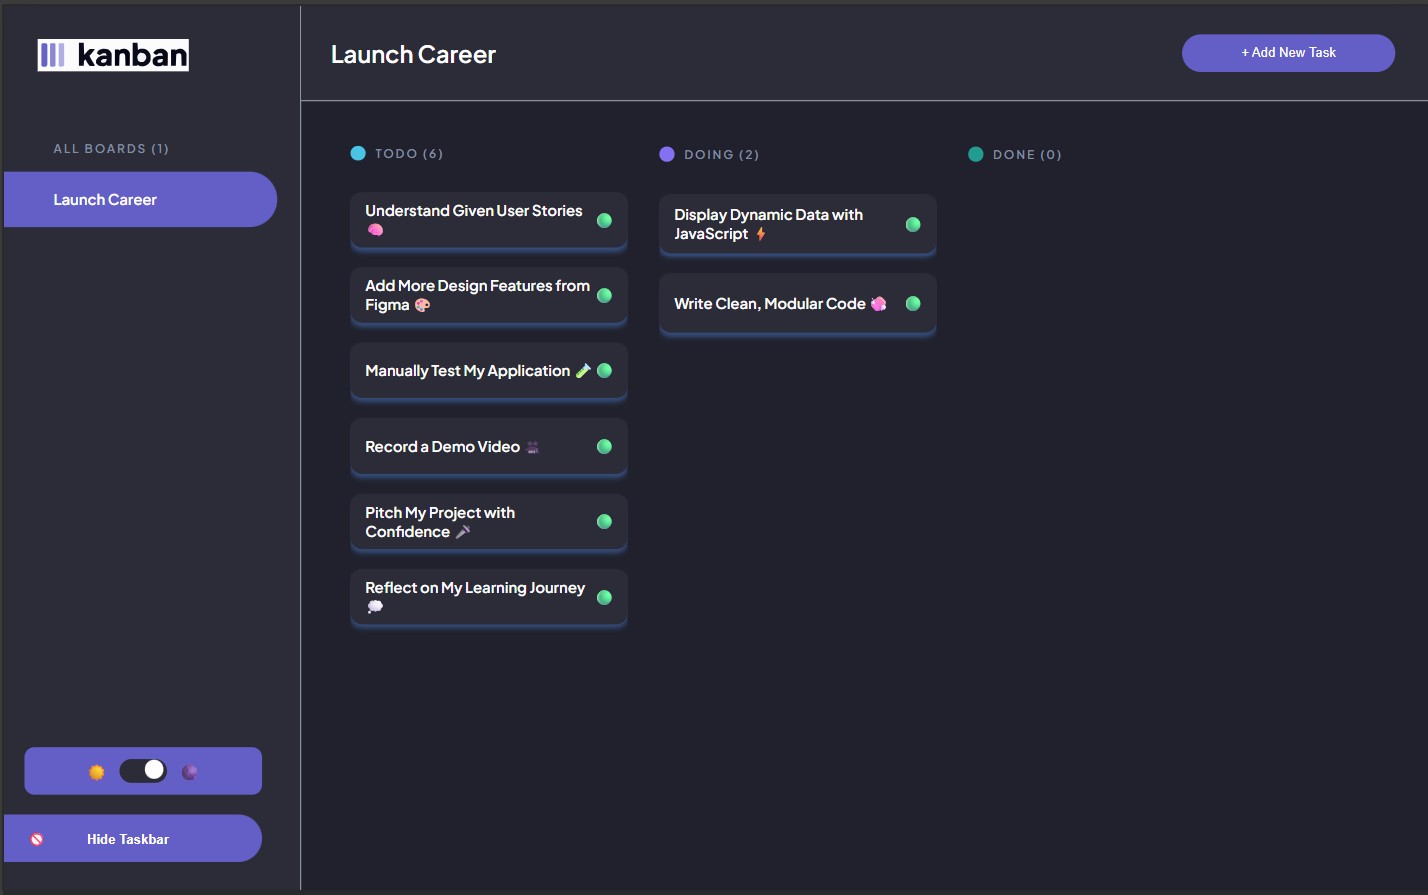 kanban
Launch Career
+ Add New Task
ALL BOARDS (1)
Launch Career
TODO (6)
Understand Given User Stories
🧠
Add More Design Features from
Figma 🎨
Manually Test My Application 🧪
Record a Demo Video 🎥
Pitch My Project with
Confidence 🎤
Reflect on My Learning Journey
💭
DOING (2)
Display Dynamic Data with
JavaScript ⚡
Write Clean, Modular Code
DONE (0)
Hide Taskbar